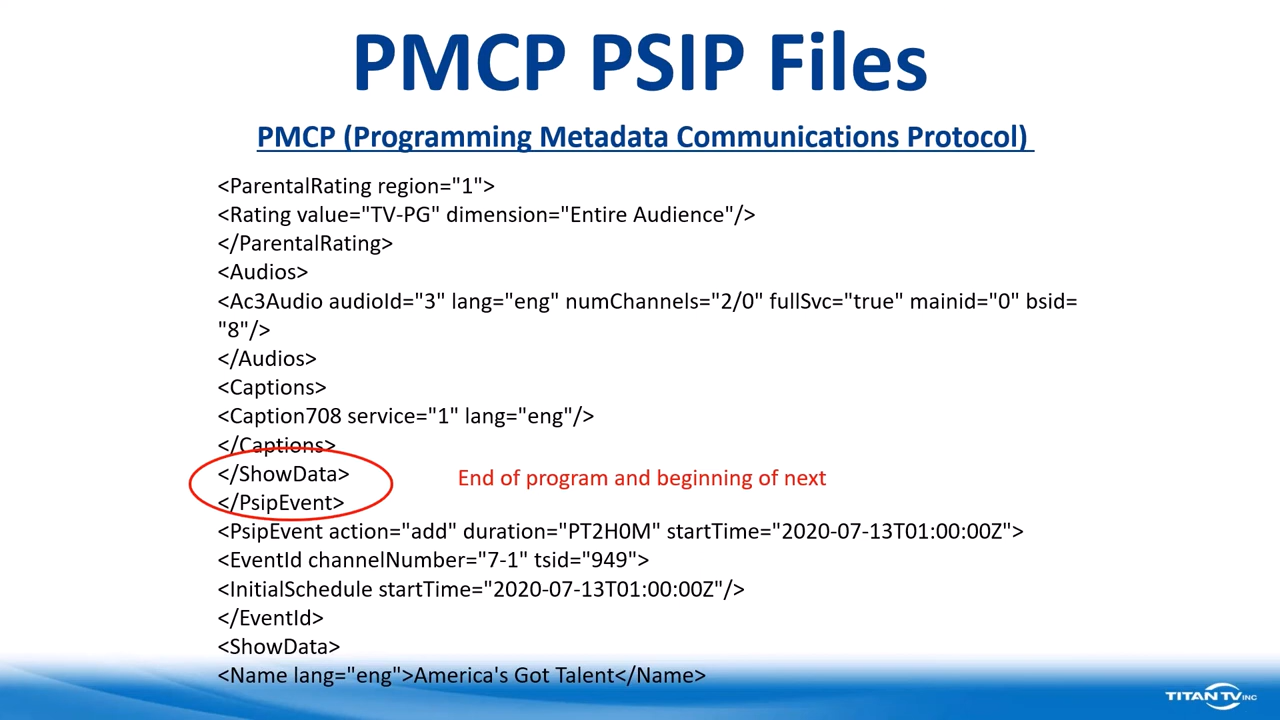 PMCP PSIP Files
PMCP (Programming Metadata Communications Protocol)
<ParentalRating region="1">
<Rating value="TV-PG" dimension="Entire Audience"/>
</ParentalRating>
<Audios>
<Ac3Audio audioId="3" lang="eng" numChannels="2/0" fullSvc="true" mainid="0" bsid=
"8"/>
</Audios>
<Captions>
<Caption708 service="1" lang="eng"/>
</Captions>
</ShowData>
End of program and beginning of next
</PsipEvent>
<PsipEvent action="add" duration="PT2H0M" startTime="2020-07-13T01:00:00Z">
<EventId channelNumber="7-1" tsid="949">
<InitialSchedule startTime="2020-07-13T01:00:00Z"/>
</EventId>
<ShowData>
<Name lang="eng">America's Got Talent</Name>
TITANTV INC